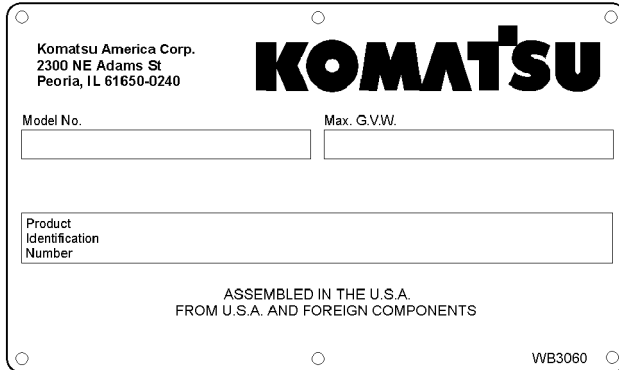 Komatsu America Corp.
2300 NE Adams St
Peoria, IL 61650-0240
KOMATSU
Model No.
Max. G.V.W.
Product
Identification
Number
ASSEMBLED IN THE U.S.A.
FROM U.S.A. AND FOREIGN COMPONENTS
WB3060